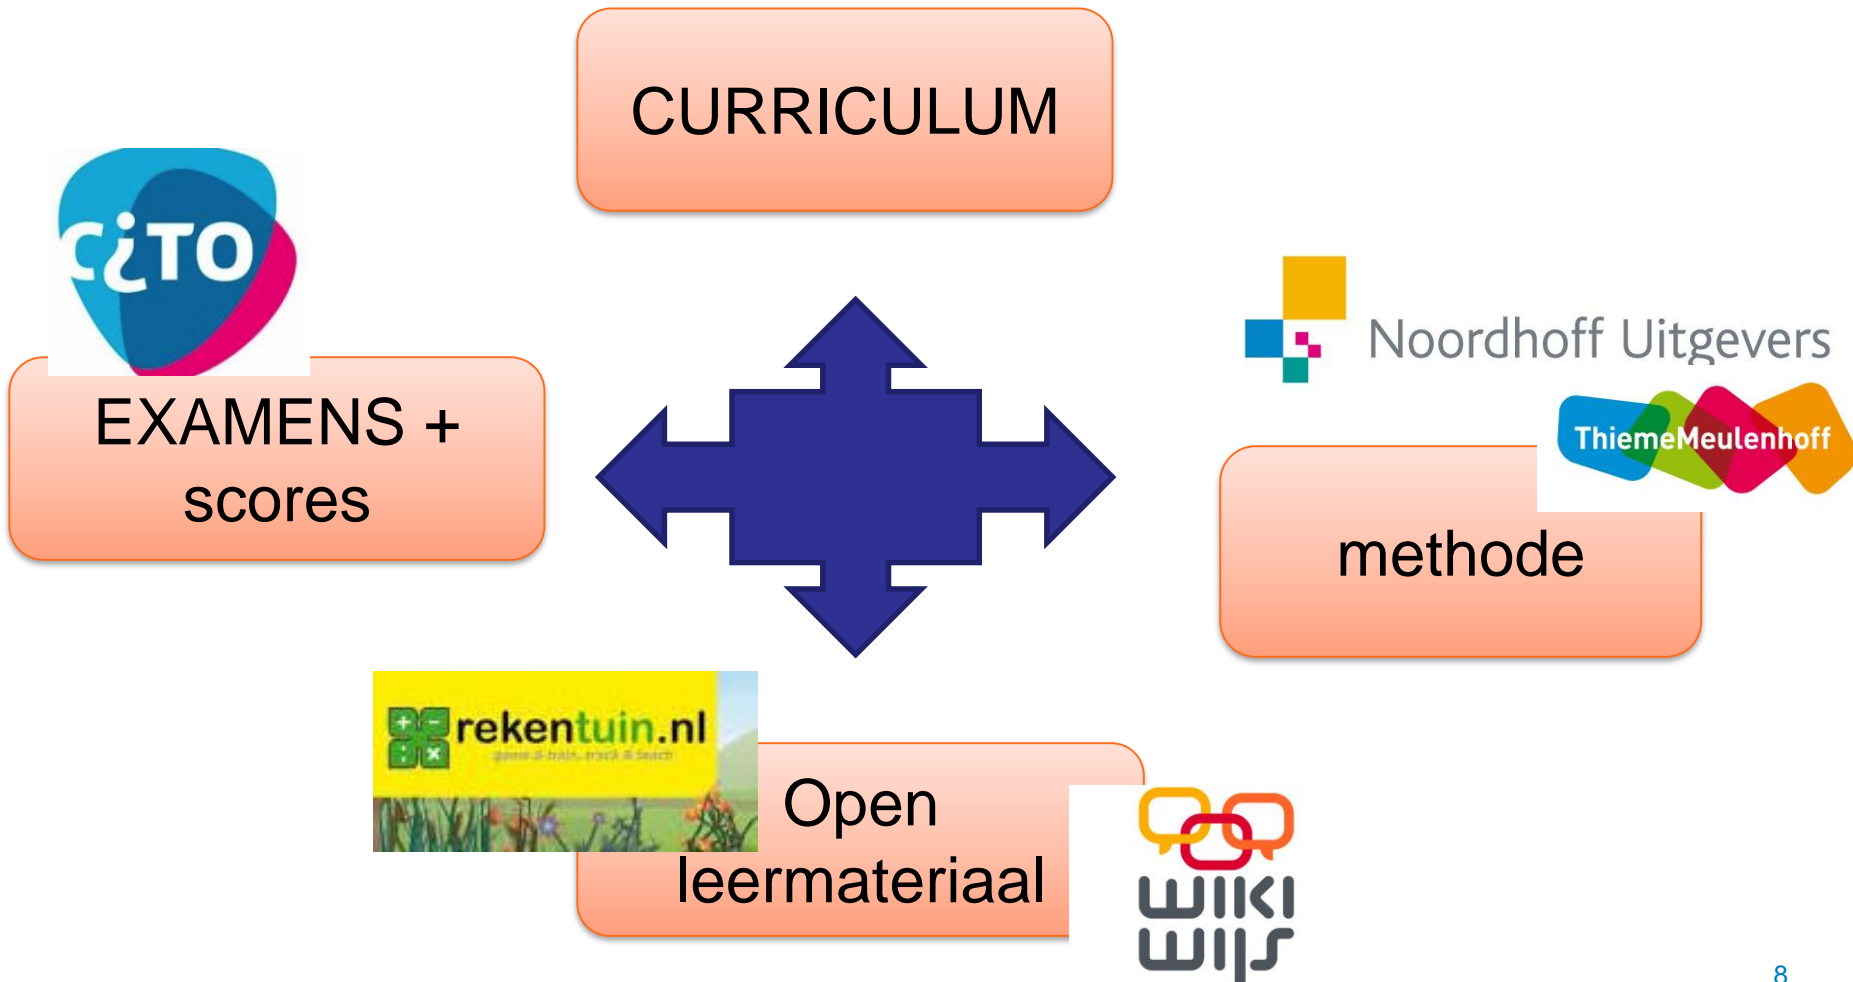 CURRICULUM
CiTO
EXAMENS +
scores
Noordhoff Uitgevers
ThiemeMeulenhoff
methode
rekentuin.nl
Open
leermateriaal
WIKI
WIJS
8